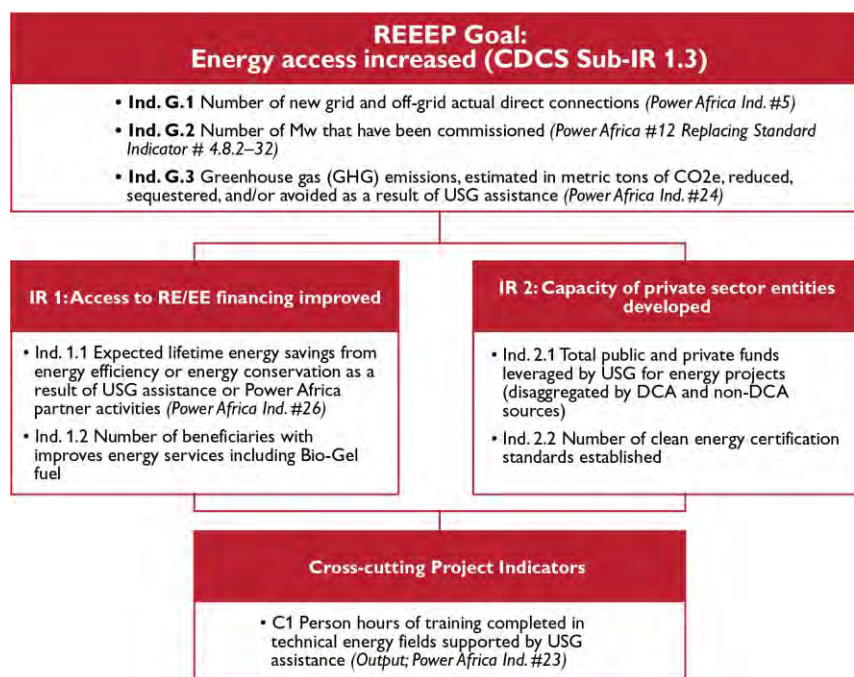 REEEP Goal:
Energy access increased (CDCS Sub-IR 1.3)
• Ind. G.1 Number of new grid and off-grid actual direct connections (Power Africa Ind. #5)
• Ind. G.2 Number of Mw that have been commissioned (Power Africa #12 Replacing Standard
Indicator # 4.8.2–32)
• Ind. G.3 Greenhouse gas (GHG) emissions, estimated in metric tons of CO2e, reduced,
sequestered, and/or avoided as a result of USG assistance (Power Africa Ind. #24)
IR 1: Access to RE/EE financing improved
• Ind. 1.1 Expected lifetime energy savings from
energy efficiency or energy conservation as a
result of USG assistance or Power Africa
partner activities (Power Africa Ind. #26)
• Ind. 1.2 Number of beneficiaries with
improves energy services including Bio-Gel
fuel
IR 2: Capacity of private sector entities
developed
• Ind. 2.1 Total public and private funds
leveraged by USG for energy projects
(disaggregated by DCA and non-DCA
sources)
• Ind. 2.2 Number of clean energy certification
standards established
Cross-cutting Project Indicators
• C1 Person hours of training completed in
technical energy fields supported by USG
assistance (Output; Power Africa Ind. #23)